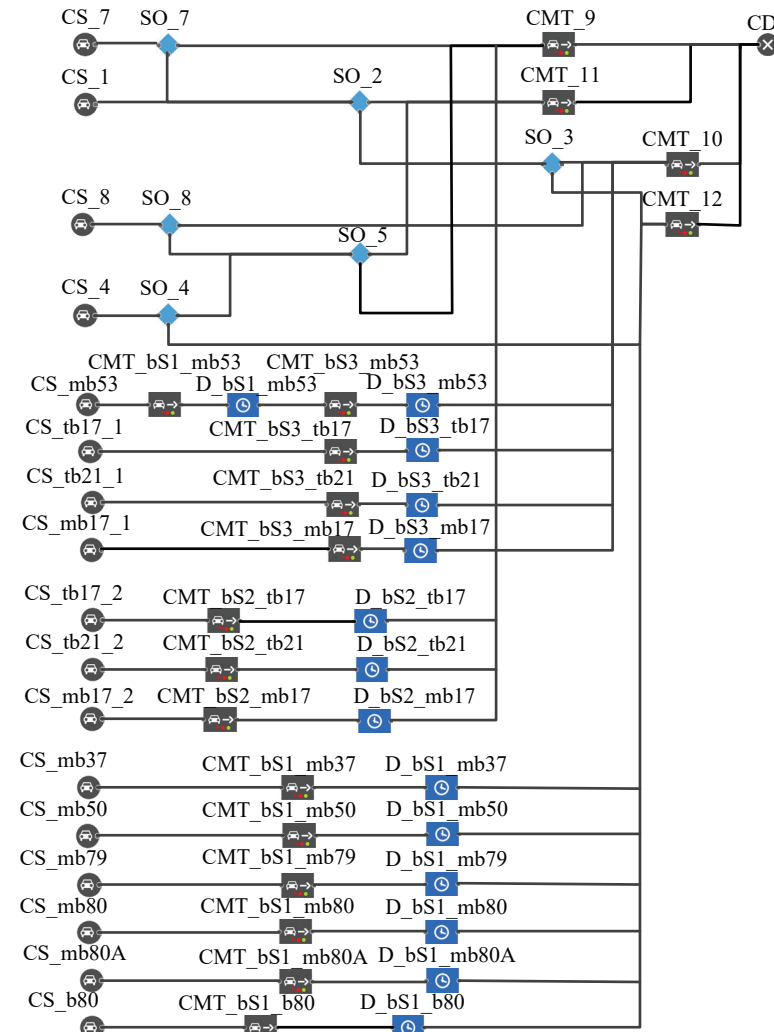 CS_7 SO_7 CMT_9 CD
CS_1 SO_2 CMT_11
SO_3 CMT_10
CS_8 SO_8 CMT_12
SO_5
CS_4 SO_4
CMT_bS1_mb53 CMT_bS3_mb53
CS_mb53 D_bS1_mb53 D_bS3_mb53
CS_tb17_1 CMT_bS3_tb17 D_bS3_tb17
CS_tb21_1 CMT_bS3_tb21 D_bS3_tb21
CS_mb17_1 CMT_bS3_mb17 D_bS3_mb17
CS_tb17_2 CMT_bS2_tb17 D_bS2_tb17
CS_tb21_2 CMT_bS2_tb21 D_bS2_tb21
CS_mb17_2 CMT_bS2_mb17 D_bS2_mb17
CS_mb37 CMT_bS1_mb37 D_bS1_mb37
CS_mb50 CMT_bS1_mb50 D_bS1_mb50
CS_mb79 CMT_bS1_mb79 D_bS1_mb79
CS_mb80 CMT_bS1_mb80 D_bS1_mb80
CS_mb80A CMT_bS1_mb80A D_bS1_mb80A
CS_b80 CMT_bS1_b80 D_bS1_b80